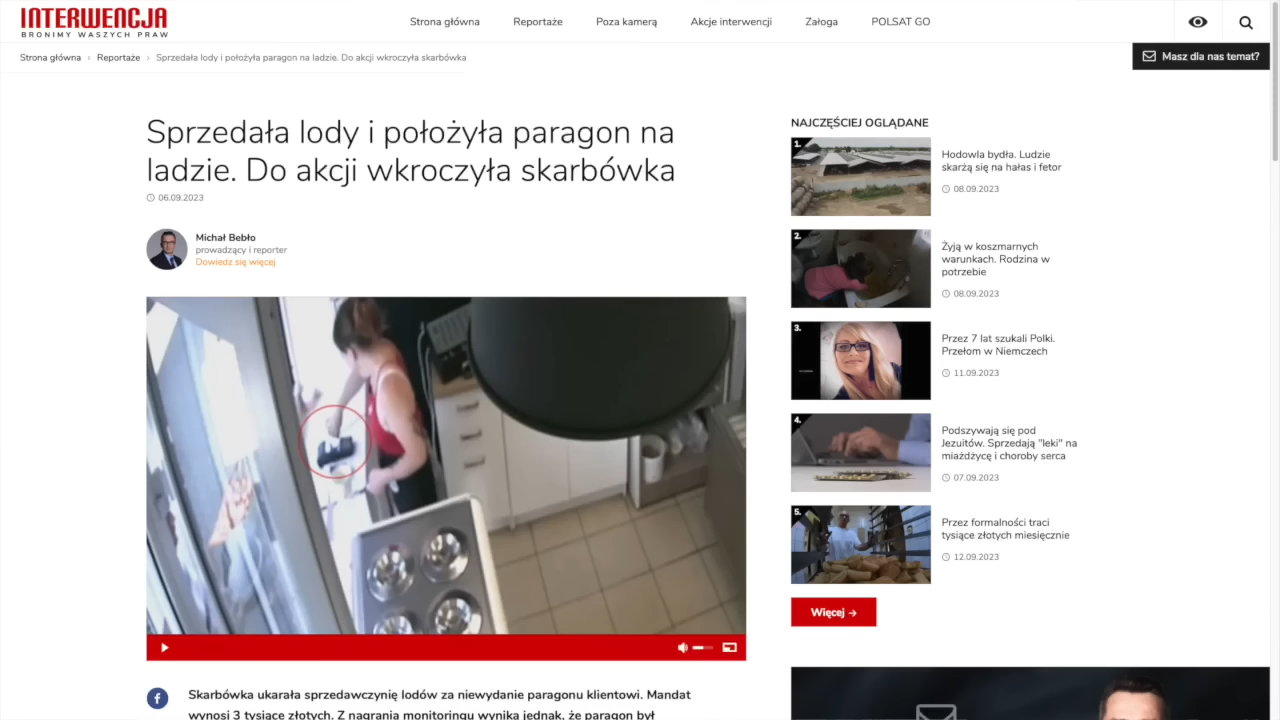 INTERWENCJA
BRONIMY WASZYCH PRAW
Strona główna
Reportaże
Poza kamerą
Akcje interwencji
Załoga
POLSAT GO
Strona główna › Reportaże › Sprzedała lody i położyła paragon na ladzie. Do akcji wkroczyła skarbówka
Masz dla nas temat?
Sprzedała lody i położyła paragon na
ladzie. Do akcji wkroczyła skarbówka
06.09.2023
Michał Bebło
prowadzący i reporter
Dowiedz się więcej
Skarbówka ukarała sprzedawczynię lodów za niewydanie paragonu klientowi. Mandat
wynosi 3 tysiące złotych. Z nagrania monitoringu wynika jednak, że paragon był
NAJCZĘŚCIEJ OGLĄDANE
1.
Hodowla bydła. Ludzie
skarżą się na hałas i fetor
08.09.2023
2.
Żyją w koszmarnych
warunkach. Rodzina w
potrzebie
08.09.2023
3.
Przez 7 lat szukali Polki.
Przełom w Niemczech
11.09.2023
4.
Podszywają się pod
Jezuitów. Sprzedają "leki" na
miażdżycę i choroby serca
07.09.2023
5.
Przez formalności traci
tysiące złotych miesięcznie
12.09.2023
Więcej →